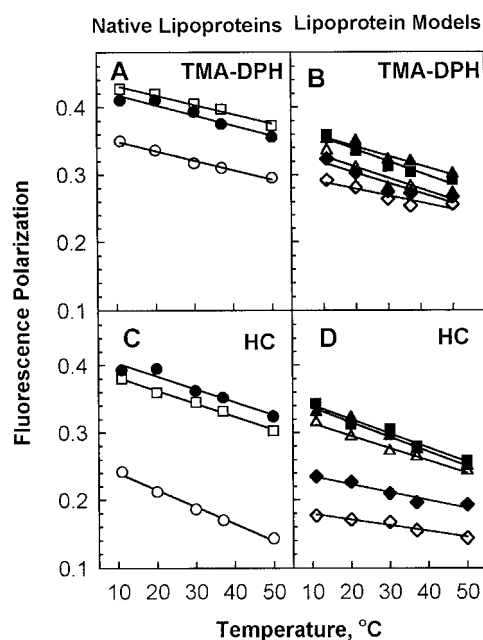 Native Lipoproteins Lipoprotein Models
A TMA-DPH B TMA-DPH
0.4
0.3
0.2
0.1
C HC D HC
0.4
0.3
0.2
0.1
10 20 30 40 50 10 20 30 40 50
Fluorescence Polarization
Temperature, °C